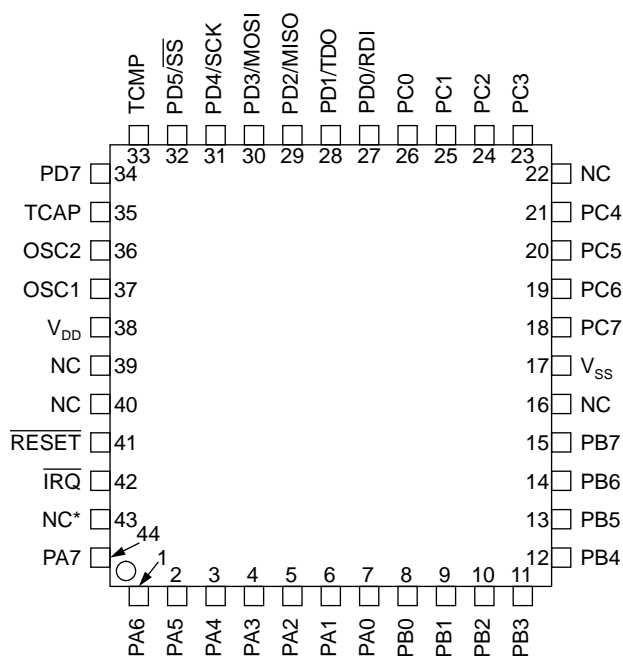 TCMP
PD5/SS
PD4/SCK
PD3/MOSI
PD2/MISO
PD1/TDO
PD0/RDI
PC0
PC1
PC2
PC3
33 32 31 30 29 28 27 26 25 24 23
PD7 34 22 NC
TCAP 35 21 PC4
OSC2 36 20 PC5
OSC1 37 19 PC6
VDD 38 18 PC7
NC 39 17 VSS
NC 40 16 NC
RESET 41 15 PB7
IRQ 42 14 PB6
NC* 43 13 PB5
PA7 44 12 PB4
1 2 3 4 5 6 7 8 9 10 11
PA6
PA5
PA4
PA3
PA2
PA1
PA0
PB0
PB1
PB2
PB3